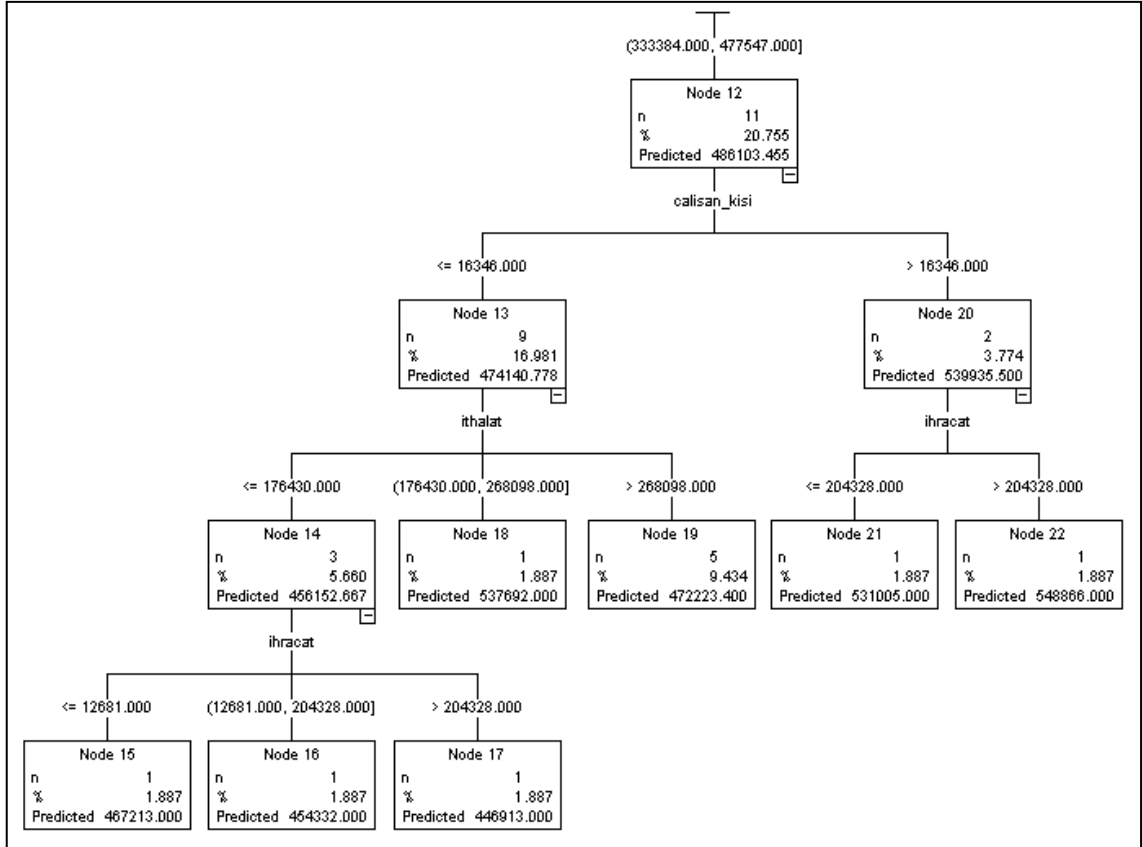 (333384.000, 477547.000]
Node 12
n 11
% 20.755
Predicted 486103.455
calisan_kisi
<= 16346.000 > 16346.000
Node 13
n 9
% 16.981
Predicted 474140.778
Node 20
n 2
% 3.774
Predicted 539935.500
ithalat
ihracat
<= 176430.000 (176430.000, 268098.000] > 268098.000 <= 204328.000 > 204328.000
Node 14
n 3
% 5.660
Predicted 456152.667
Node 18
n 1
% 1.887
Predicted 537692.000
Node 19
n 5
% 9.434
Predicted 472223.400
Node 21
n 1
% 1.887
Predicted 531005.000
Node 22
n 1
% 1.887
Predicted 548866.000
ihracat
<= 12681.000 (12681.000, 204328.000] > 204328.000
Node 15
n 1
% 1.887
Predicted 467213.000
Node 16
n 1
% 1.887
Predicted 454332.000
Node 17
n 1
% 1.887
Predicted 446913.000